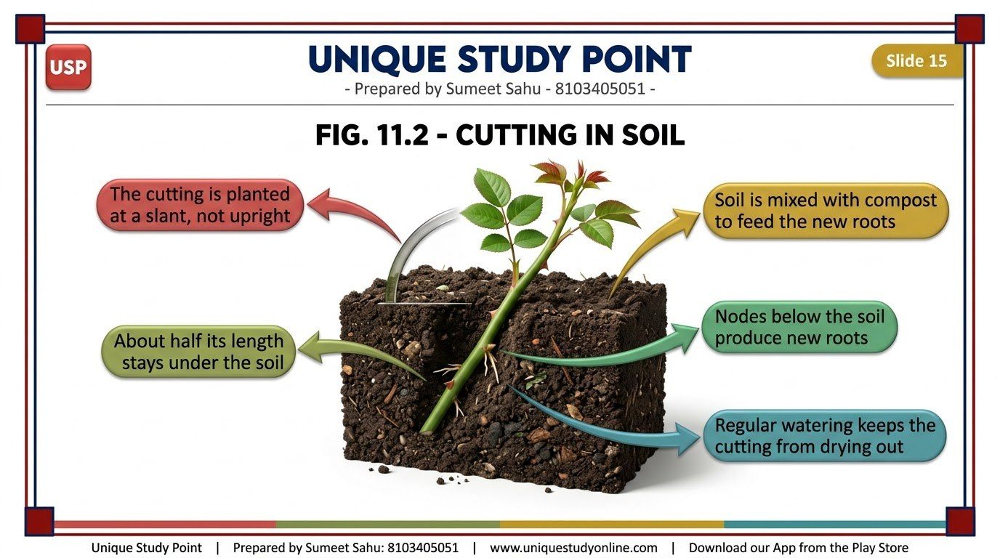 USP
UNIQUE STUDY POINT
Slide 15
- Prepared by Sumeet Sahu - 8103405051 -
FIG. 11.2 - CUTTING IN SOIL
The cutting is planted
at a slant, not upright
Soil is mixed with compost
to feed the new roots
About half its length
stays under the soil
Nodes below the soil
produce new roots
Regular watering keeps the
cutting from drying out
Unique Study Point | Prepared by Sumeet Sahu: 8103405051 | www.uniquestudyonline.com | Download our App from the Play Store